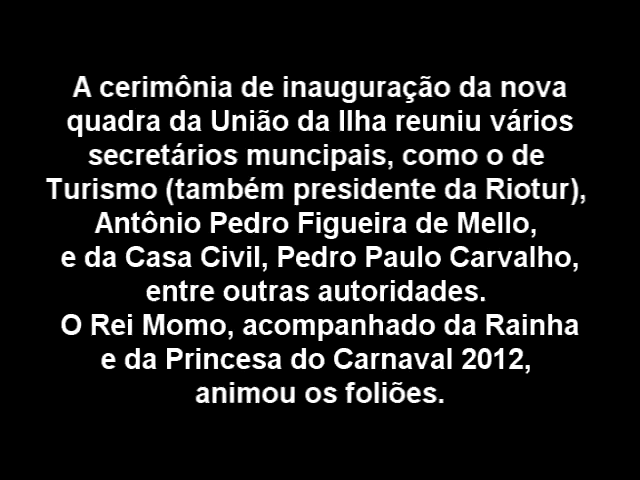 A cerimônia de inauguração da nova
quadra da União da Ilha reuniu vários
secretários muncipais, como o de
Turismo (também presidente da Riotur),
Antônio Pedro Figueira de Mello,
e da Casa Civil, Pedro Paulo Carvalho,
entre outras autoridades.
O Rei Momo, acompanhado da Rainha
e da Princesa do Carnaval 2012,
animou os foliões.